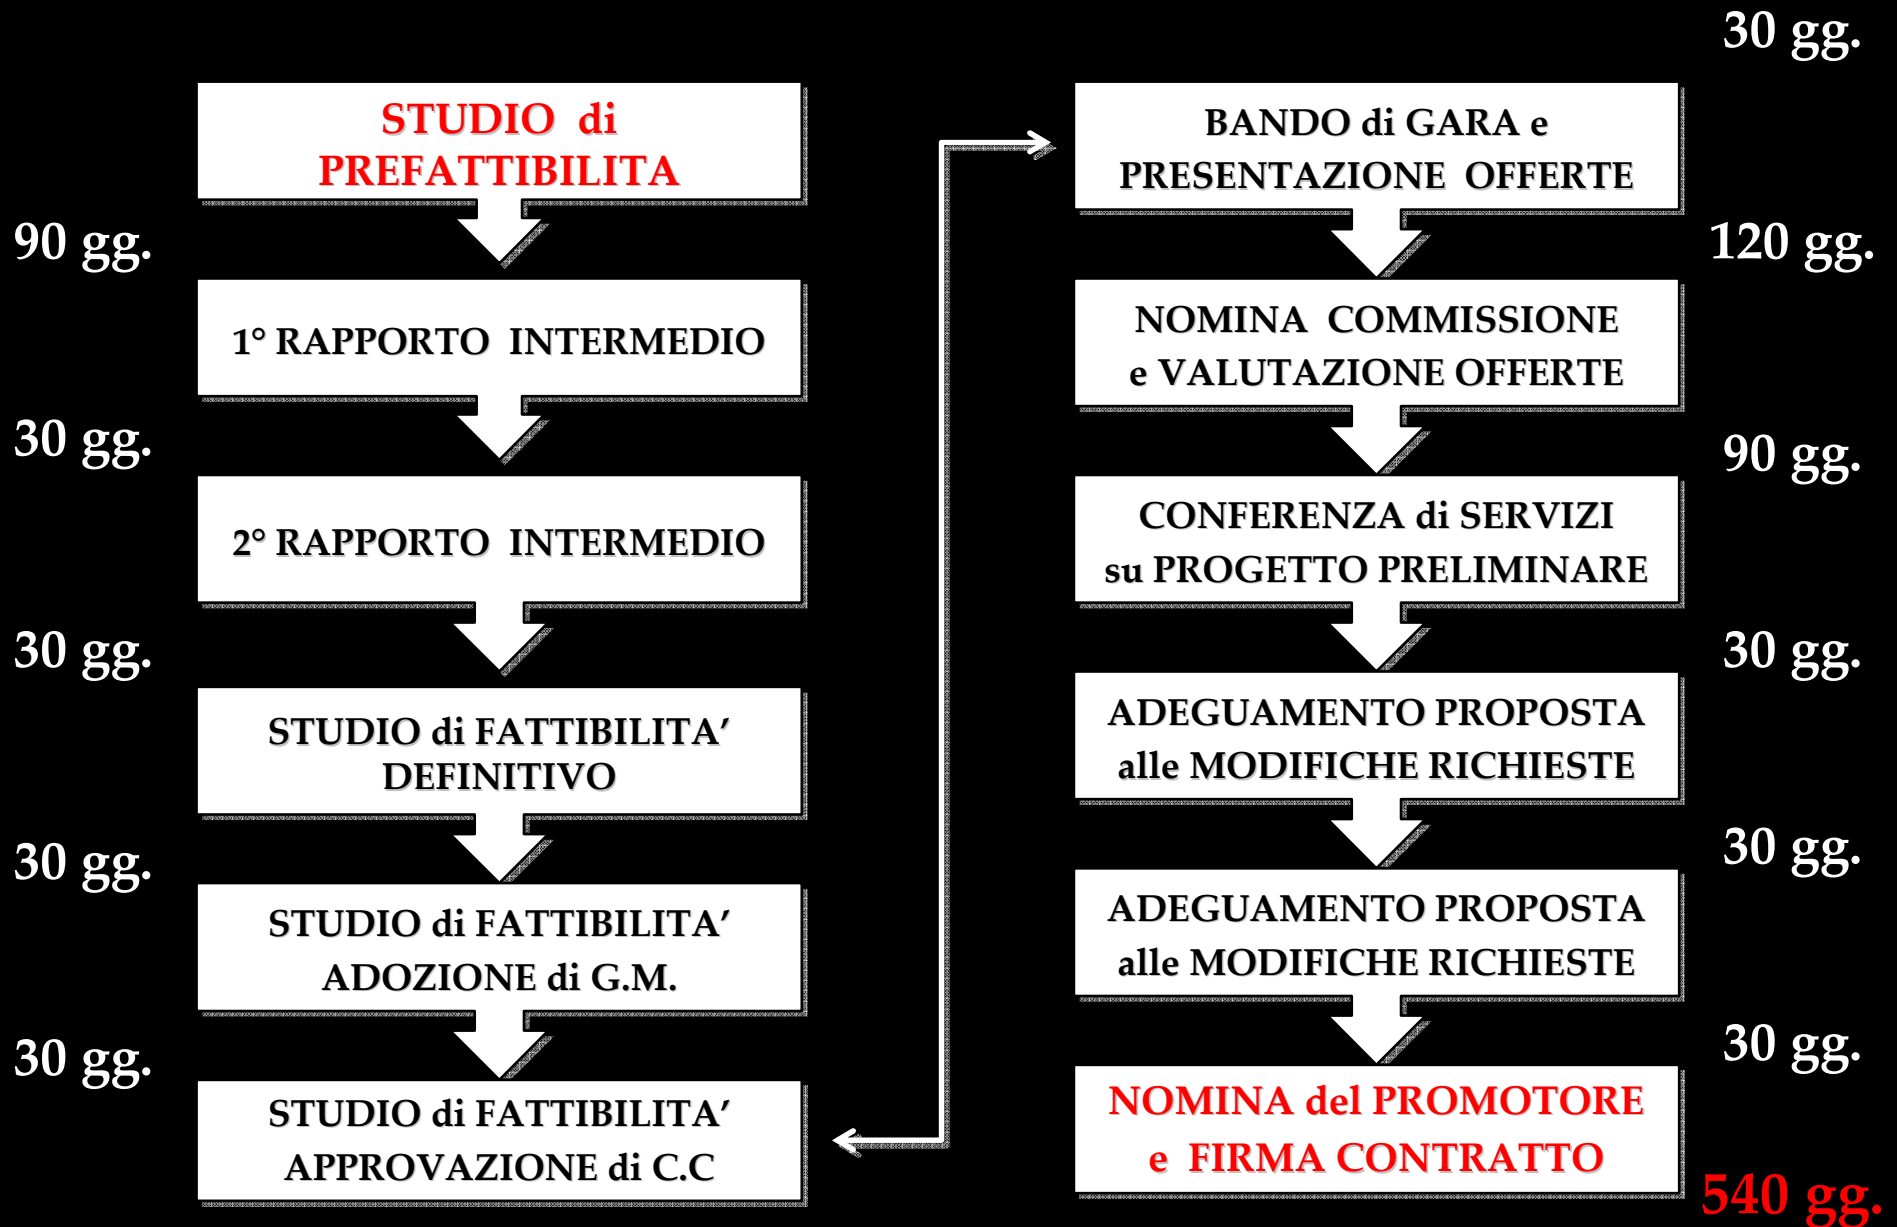 STUDIO di
PREFATTIBILITA
90 gg.
1° RAPPORTO INTERMEDIO
30 gg.
2° RAPPORTO INTERMEDIO
30 gg.
STUDIO di FATTIBILITA’
DEFINITIVO
30 gg.
STUDIO di FATTIBILITA’
ADOZIONE di G.M.
30 gg.
STUDIO di FATTIBILITA’
APPROVAZIONE di C.C
30 gg.
BANDO di GARA e
PRESENTAZIONE OFFERTE
120 gg.
NOMINA COMMISSIONE
e VALUTAZIONE OFFERTE
90 gg.
CONFERENZA di SERVIZI
su PROGETTO PRELIMINARE
30 gg.
ADEGUAMENTO PROPOSTA
alle MODIFICHE RICHIESTE
30 gg.
ADEGUAMENTO PROPOSTA
alle MODIFICHE RICHIESTE
30 gg.
NOMINA del PROMOTORE
e FIRMA CONTRATTO
540 gg.